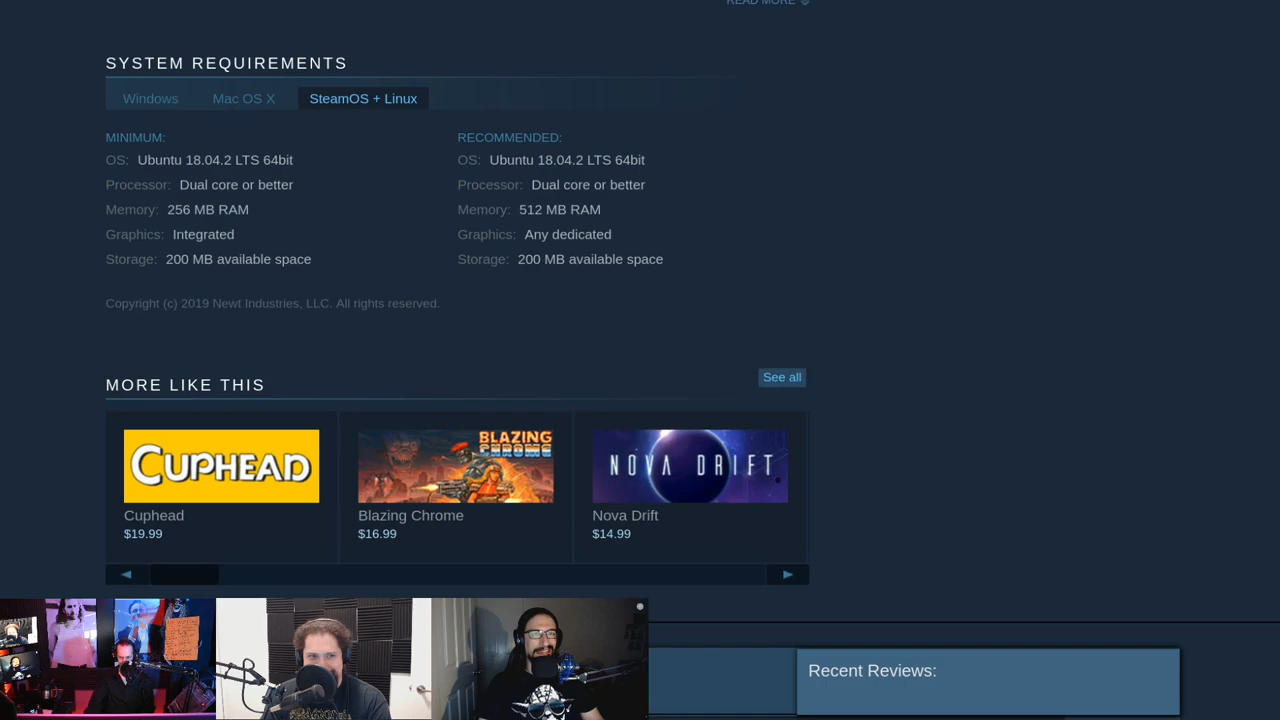 READ MORE
SYSTEM REQUIREMENTS
Windows Mac OS X SteamOS + Linux
MINIMUM:
OS: Ubuntu 18.04.2 LTS 64bit
Processor: Dual core or better
Memory: 256 MB RAM
Graphics: Integrated
Storage: 200 MB available space
RECOMMENDED:
OS: Ubuntu 18.04.2 LTS 64bit
Processor: Dual core or better
Memory: 512 MB RAM
Graphics: Any dedicated
Storage: 200 MB available space
Copyright (c) 2019 Newt Industries, LLC. All rights reserved.
MORE LIKE THIS
See all
CUPHEAD
Cuphead
$19.99
BLAZING
CHROME
Blazing Chrome
$16.99
NOVA DRIFT
Nova Drift
$14.99
Recent Reviews: